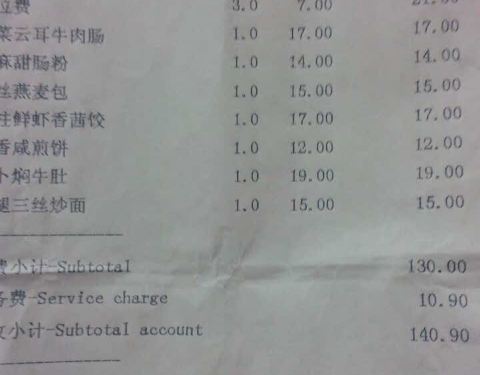 位费 3.0 7.00 21.00
菜云耳牛肉肠 1.0 17.00 17.00
麻甜肠粉 1.0 14.00 14.00
丝燕麦包 1.0 15.00 15.00
鲜虾香茜饺 1.0 17.00 17.00
香咸煎饼 1.0 12.00 12.00
卜焖牛肚 1.0 19.00 19.00
腿三丝炒面 1.0 15.00 15.00
费小计-Subtotal 130.00
务费-Service charge 10.90
小计-Subtotal account 140.90